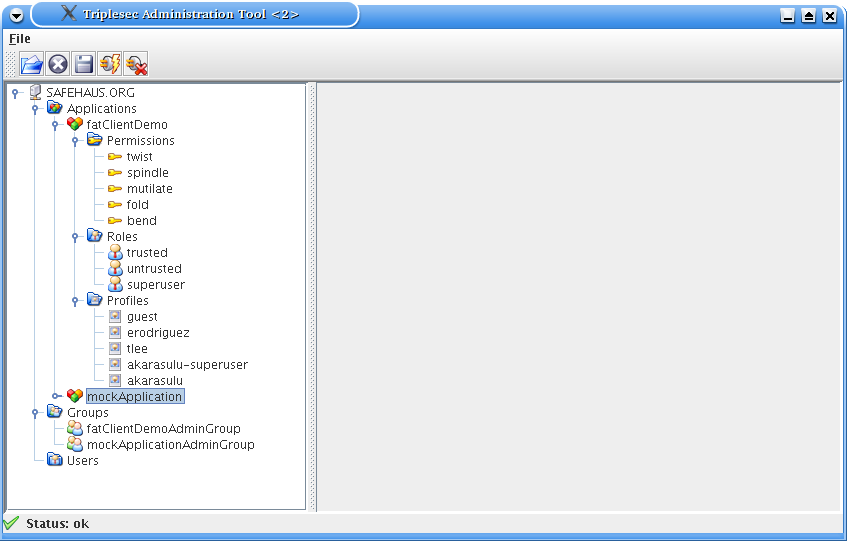 Triplesec Administration Tool <2>
File
SAFEHAUS.ORG
Applications
fatClientDemo
Permissions
twist
spindle
mutilate
fold
bend
Roles
trusted
untrusted
superuser
Profiles
guest
erodriguez
tlee
akarasulu-superuser
akarasulu
mockApplication
Groups
fatClientDemoAdminGroup
mockApplicationAdminGroup
Users
Status: ok